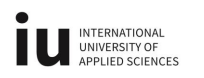 iu INTERNATIONAL
UNIVERSITY OF
APPLIED SCIENCES